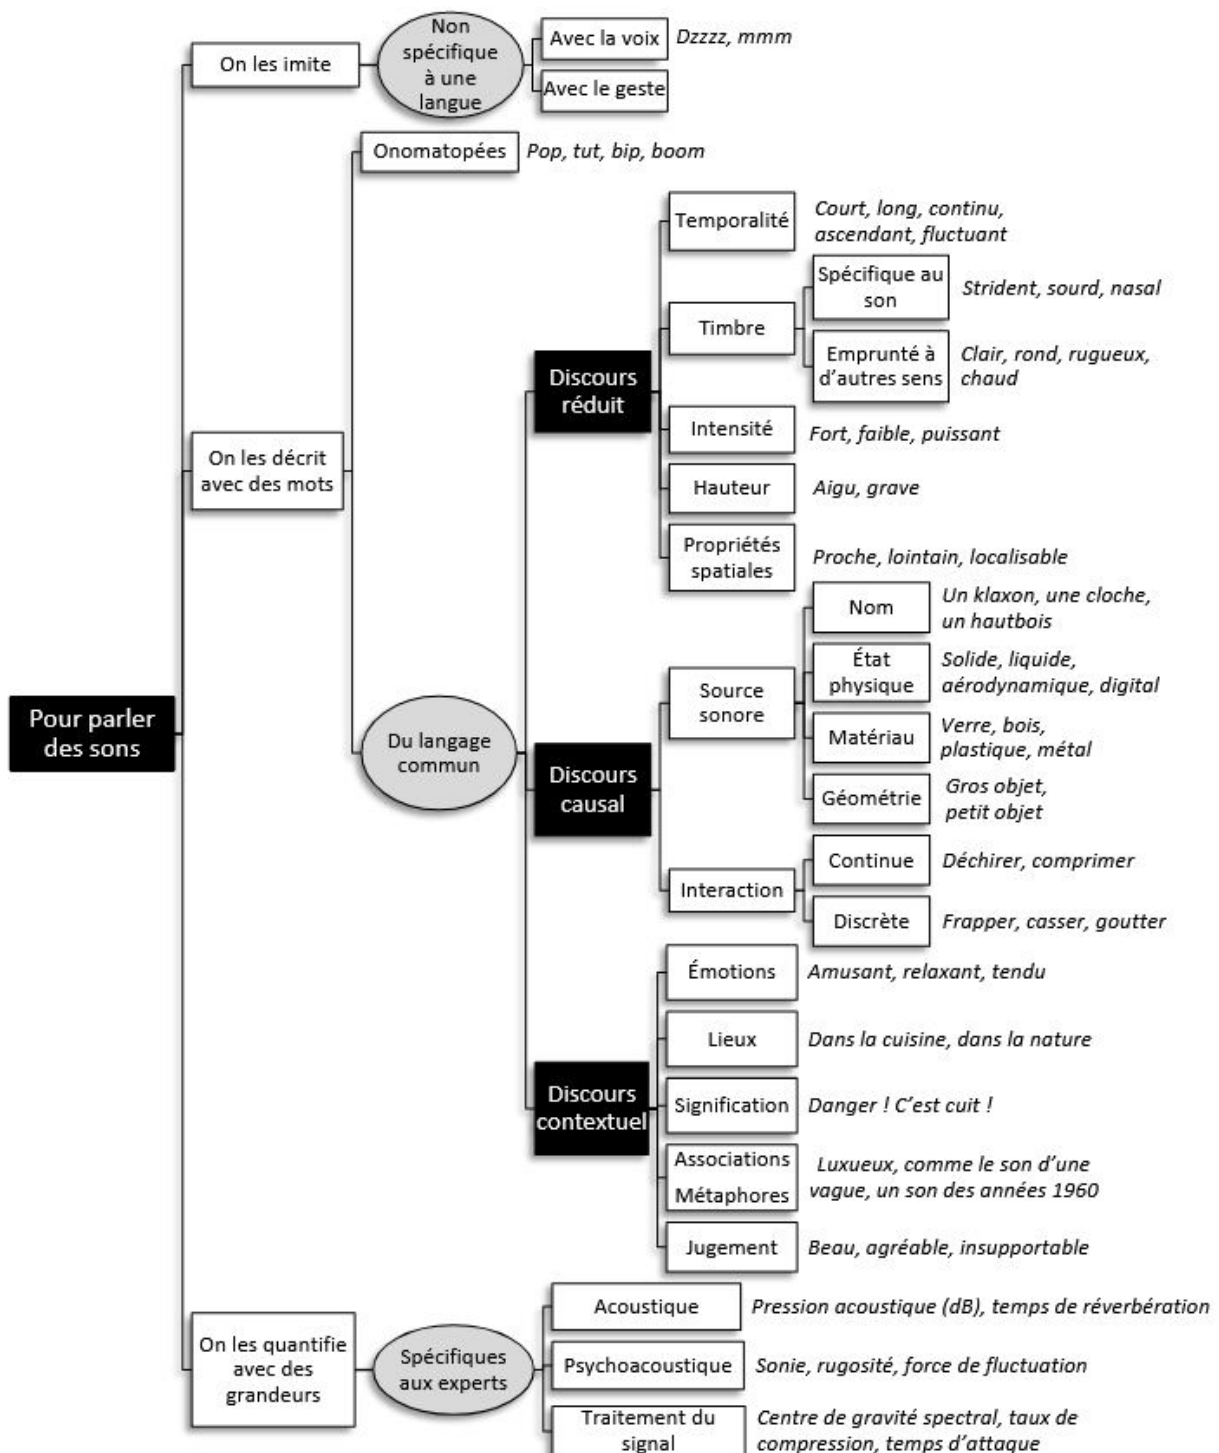 Non
spécifique
à une
langue
On les imite
Avec la voix
Dzzzz, mmm
Avec le geste
Onomatopées
Pop, tut, bip, boom
Temporalité
Court, long, continu,
ascendant, fluctuant
Timbre
Spécifique au
son
Strident, sourd, nasal
Emprunté à
d'autres sens
Clair, rond, rugueux,
chaud
Discours
réduit
Intensité
Fort, faible, puissant
On les décrit
avec des mots
Hauteur
Aigu, grave
Propriétés
spatiales
Proche, lointain, localisable
Nom
Un klaxon, une cloche,
un hautbois
Source
sonore
État
physique
Solide, liquide,
aérodynamique, digital
Pour parler
des sons
Du langage
commun
Matériau
Verre, bois,
plastique, métal
Discours
causal
Géométrie
Gros objet,
petit objet
Interaction
Continue
Déchirer, comprimer
Discrète
Frapper, casser, goutter
Émotions
Amusant, relaxant, tendu
Lieux
Dans la cuisine, dans la nature
Discours
contextuel
Signification
Danger ! C'est cuit !
Associations
Métaphores
Luxueux, comme le son d'une
vague, un son des années 1960
Jugement
Beau, agréable, insupportable
Acoustique
Pression acoustique (dB), temps de réverbération
On les quantifie
avec des
grandeurs
Spécifiques
aux experts
Psychoacoustique
Sonie, rugosité, force de fluctuation
Traitement du
signal
Centre de gravité spectral, taux de
compression, temps d'attaque